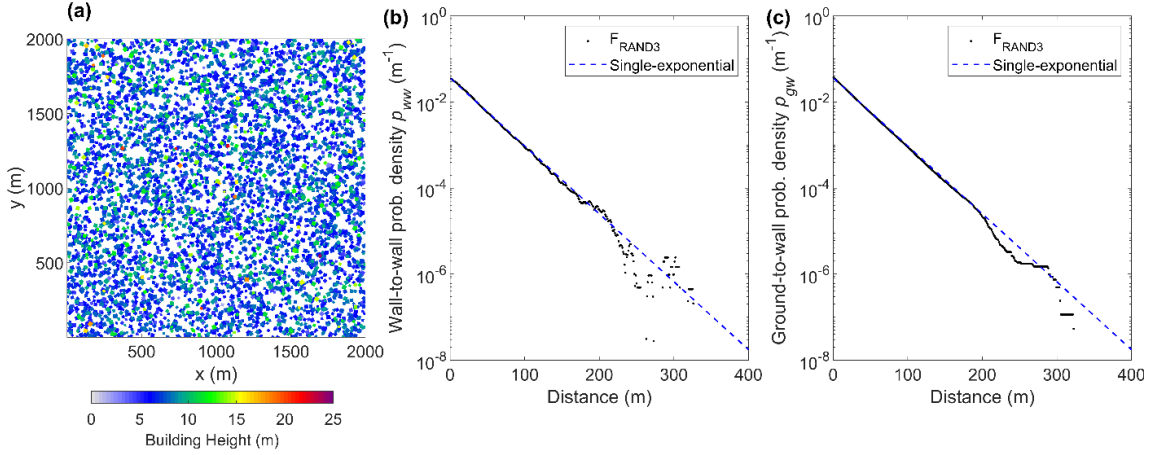 (a)
2000
1500
1000
500
y (m)
500 1000 1500 2000
x (m)
0 5 10 15 20 25
Building Height (m)
(b)
10^0
10^-2
10^-4
10^-6
10^-8
Wall-to-wall prob. density p_ww (m^-1)
F_RAND3
Single-exponential
0 100 200 300 400
Distance (m)
(c)
10^0
10^-2
10^-4
10^-6
10^-8
Ground-to-wall prob. density p_gw (m^-1)
F_RAND3
Single-exponential
0 100 200 300 400
Distance (m)